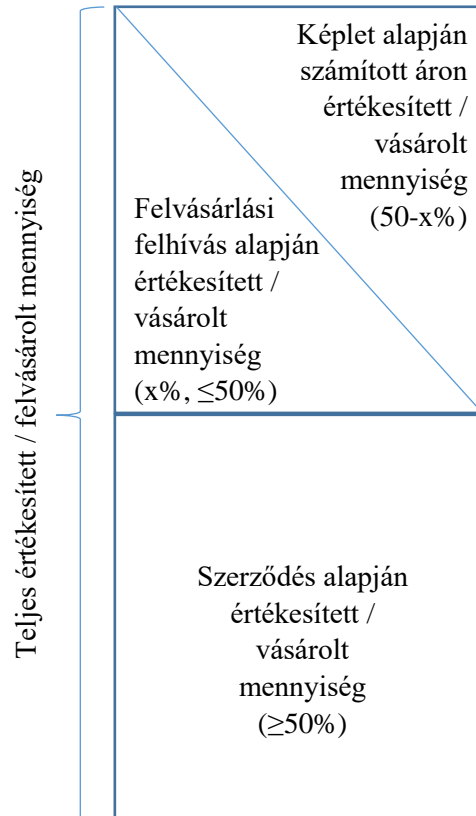 Teljes értékesített / felvásárolt mennyiség
Képlet alapján
számított áron
értékesített /
vásárolt
mennyiség
(50-x%)
Felvásárlási
felhívás alapján
értékesített /
vásárolt
mennyiség
(x%, ≤50%)
Szerződés alapján
értékesített /
vásárolt
mennyiség
(≥50%)